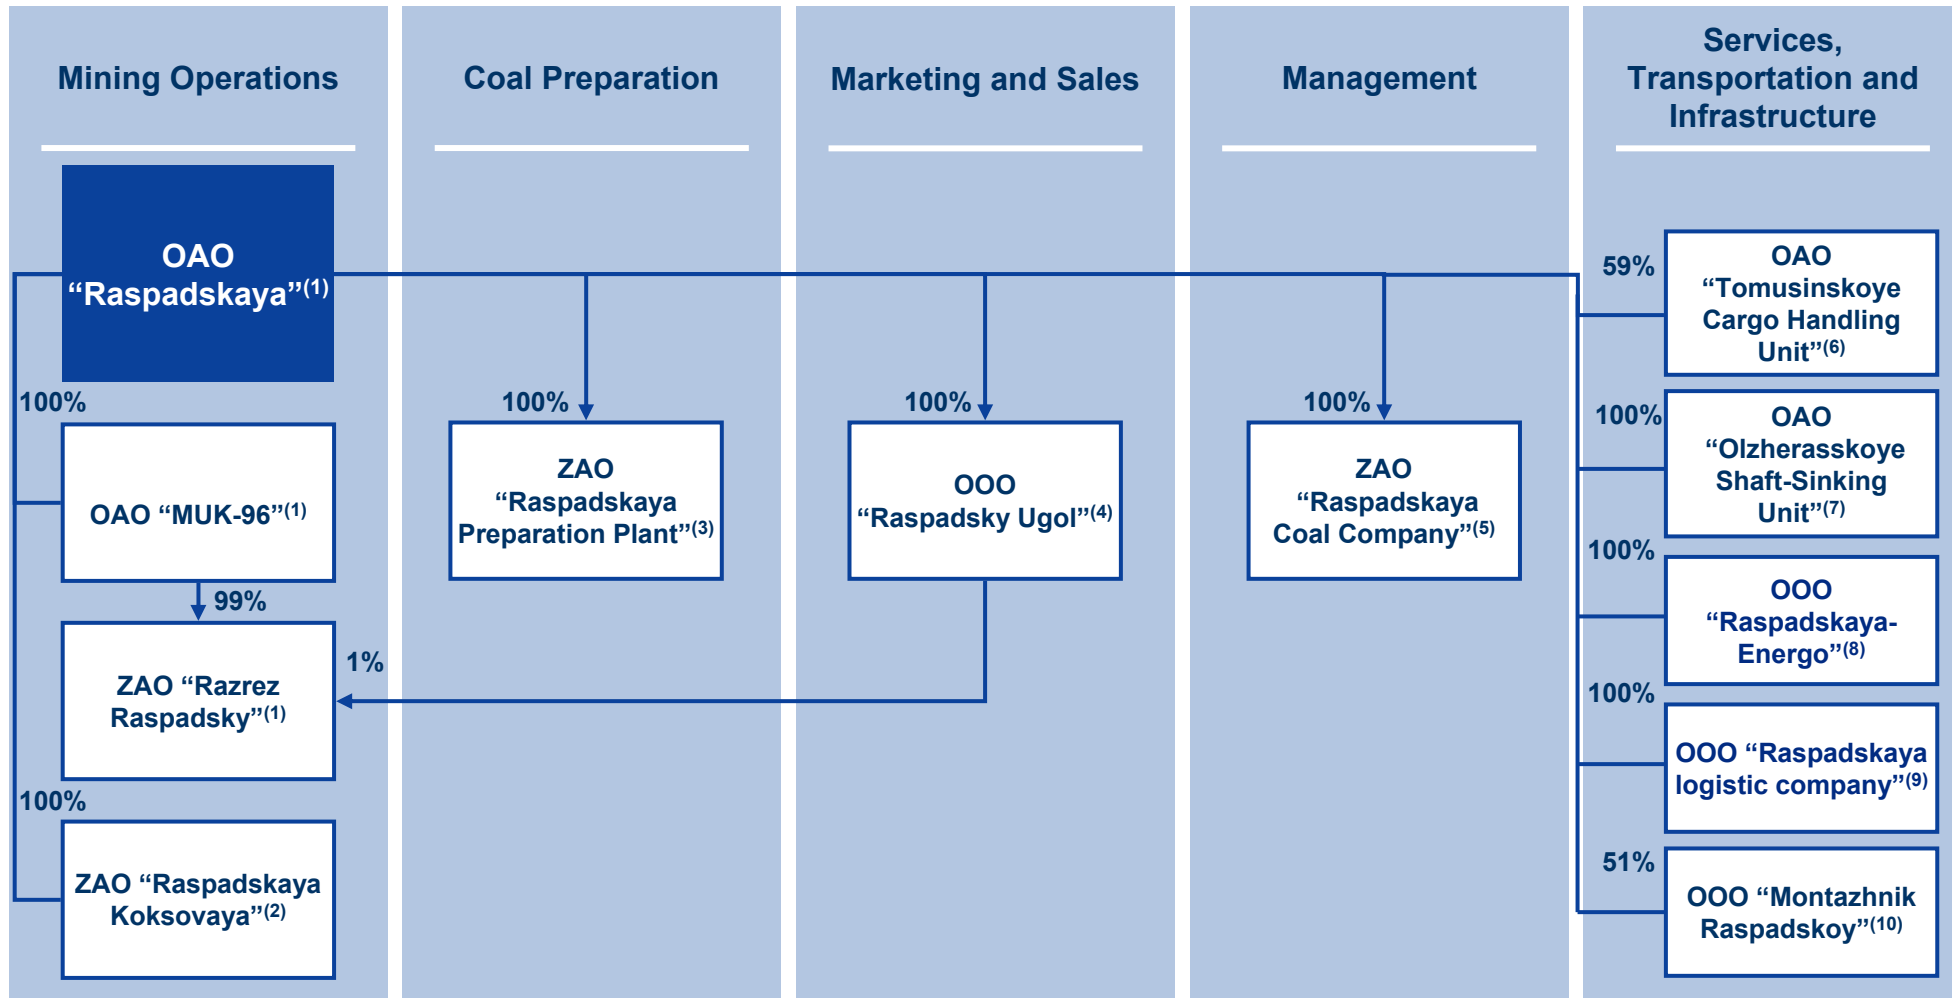 Mining Operations
OAO
“Raspadskaya”(1)
100%
OAO “MUK-96”(1)
99%
ZAO “Razrez
Raspadsky”(1)
1%
100%
ZAO “Raspadskaya
Koksovaya”(2)
Coal Preparation
100%
ZAO
“Raspadskaya
Preparation Plant”(3)
Marketing and Sales
100%
OOO
“Raspadsky Ugol”(4)
Management
100%
ZAO
“Raspadskaya
Coal Company”(5)
Services,
Transportation and
Infrastructure
59%
OAO
“Tomusinskoye
Cargo Handling
Unit”(6)
100%
OAO
“Olzherasskoye
Shaft-Sinking
Unit”(7)
100%
OOO
“Raspadskaya-
Energo”(8)
100%
OOO “Raspadskaya
logistic company”(9)
51%
OOO “Montazhnik
Raspadskoy”(10)